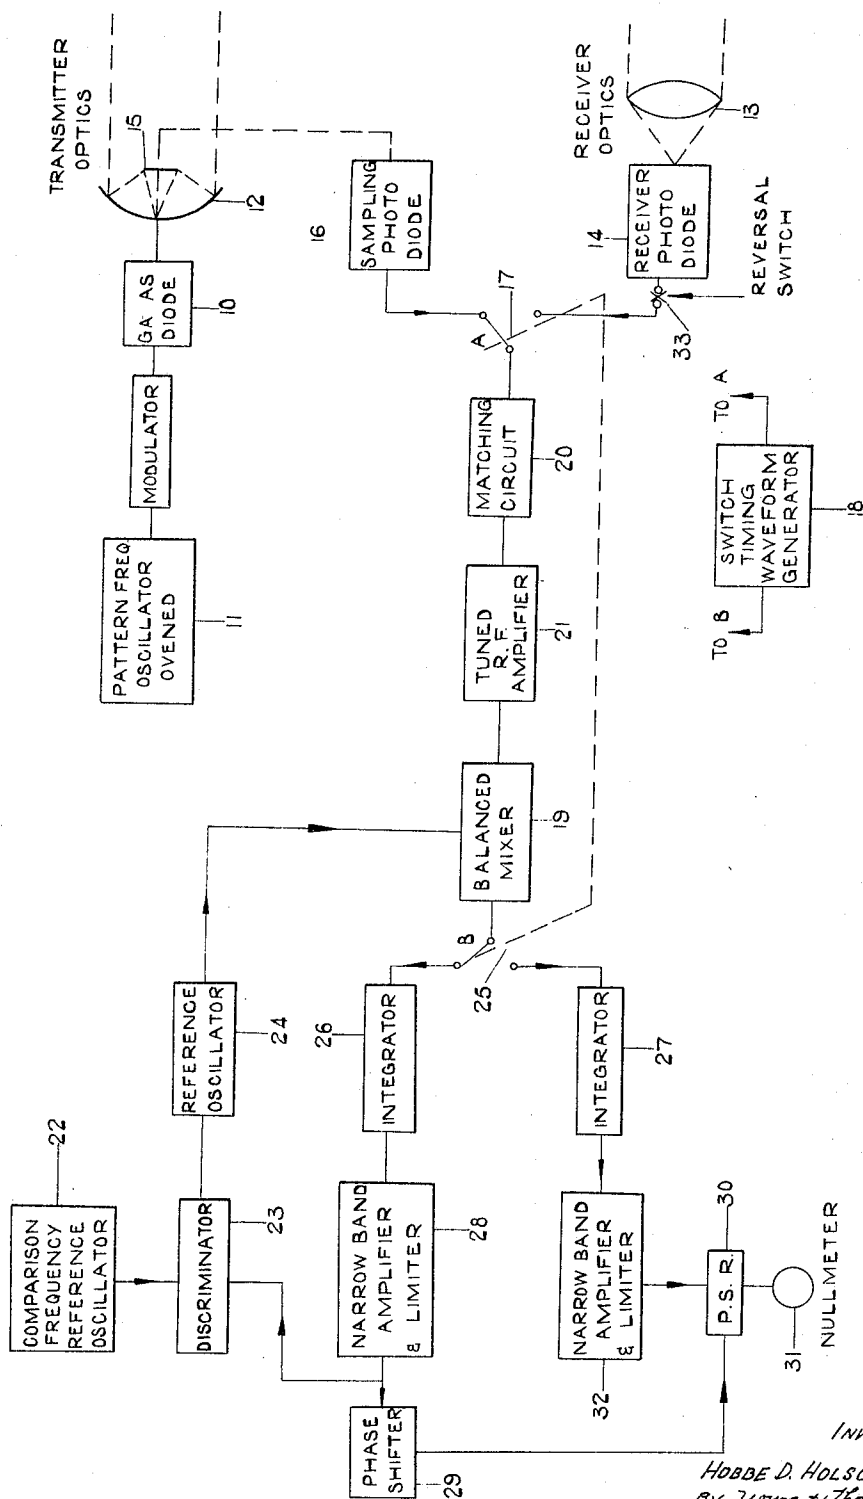 TRANSMITTER
OPTICS
15
12
GA AS
DIODE
10
MODULATOR
PATTERN FREQ
OSCILLATOR
OVENED
11
16
SAMPLING
PHOTO
DIODE
RECEIVER
OPTICS
13
14
RECEIVER
PHOTO
DIODE
REVERSAL
SWITCH
33
17
A
MATCHING
CIRCUIT
20
TUNED
R.F.
AMPLIFIER
21
BALANCED
MIXER
19
TO A
SWITCH
TIMING
WAVEFORM
GENERATOR
18
TO B
B
25
REFERENCE
OSCILLATOR
24
26
INTEGRATOR
INTEGRATOR
27
22
COMPARISON
FREQUENCY
REFERENCE
OSCILLATOR
DISCRIMINATOR
23
NARROW BAND
AMPLIFIER
& LIMITER
28
NARROW BAND
AMPLIFIER
& LIMITER
32
P.S.R.
30
31
NULLMETER
PHASE
SHIFTER
29
HOBBE D.
BY